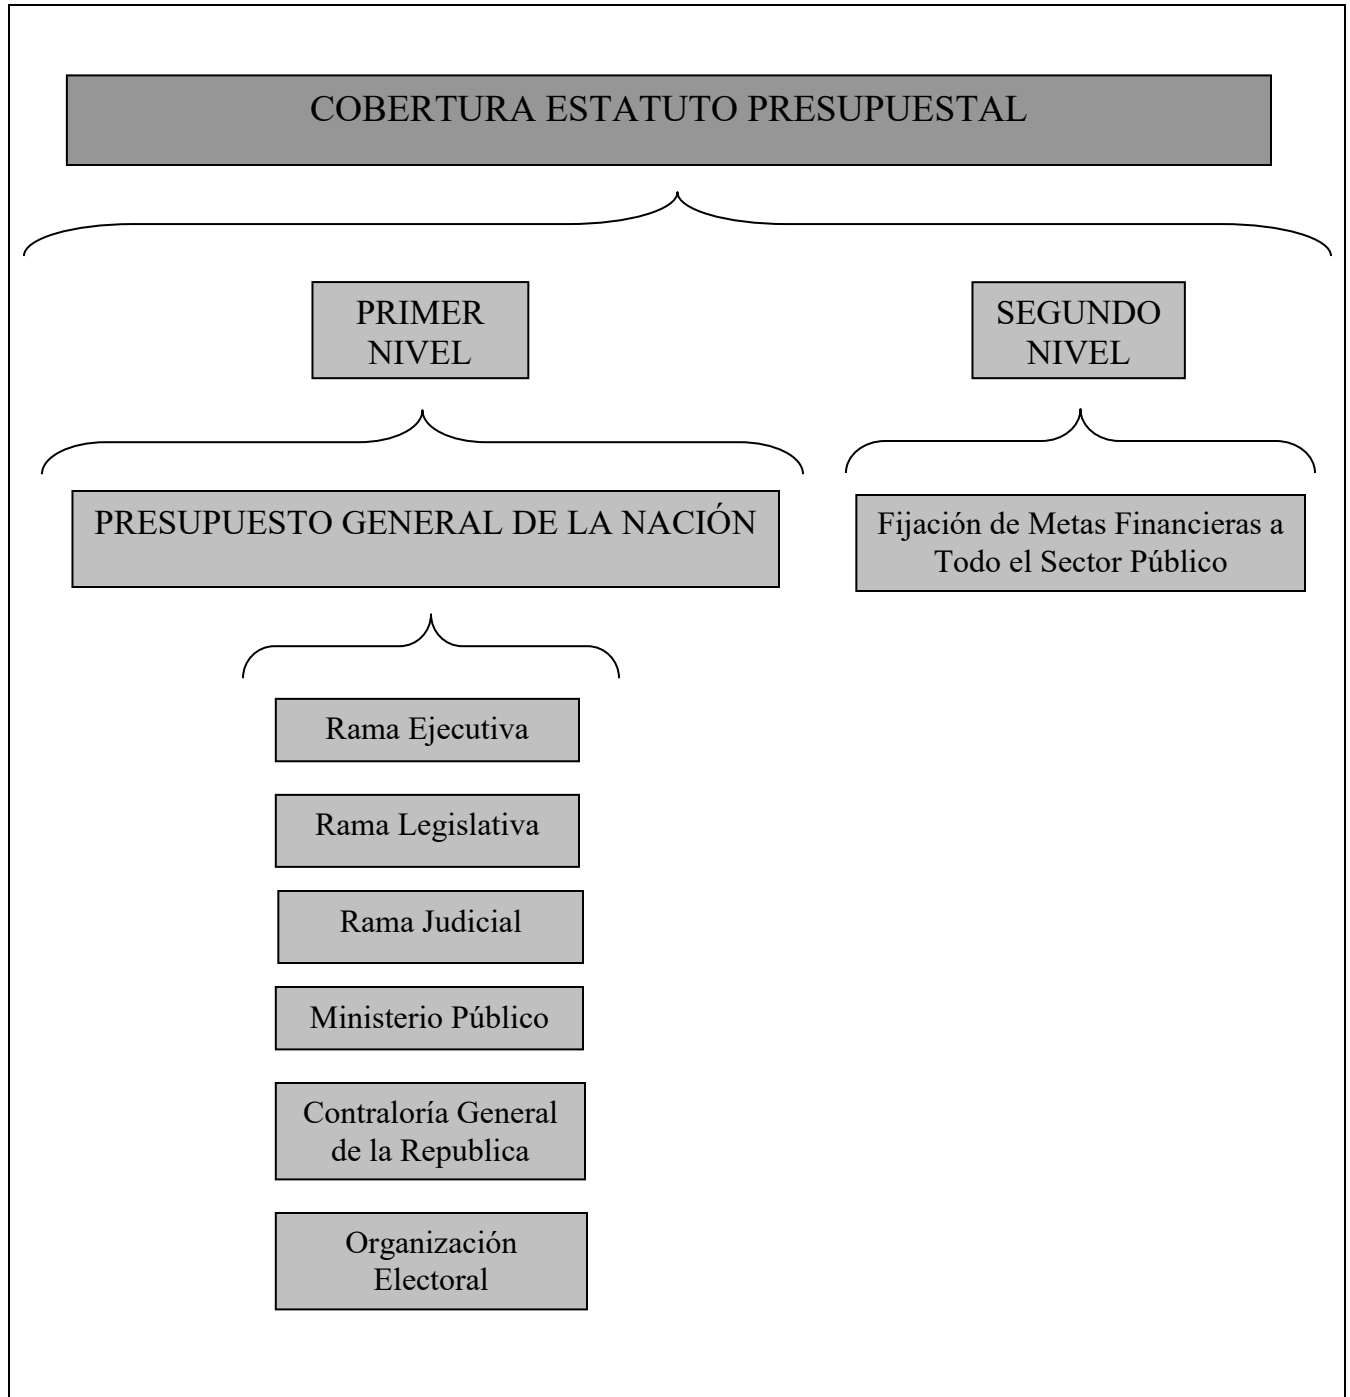 COBERTURA ESTATUTO PRESUPUESTAL
PRIMER
NIVEL
SEGUNDO
NIVEL
PRESUPUESTO GENERAL DE LA NACIÓN
Fijación de Metas Financieras a
Todo el Sector Público
Rama Ejecutiva
Rama Legislativa
Rama Judicial
Ministerio Público
Contraloría General
de la Republica
Organización
Electoral